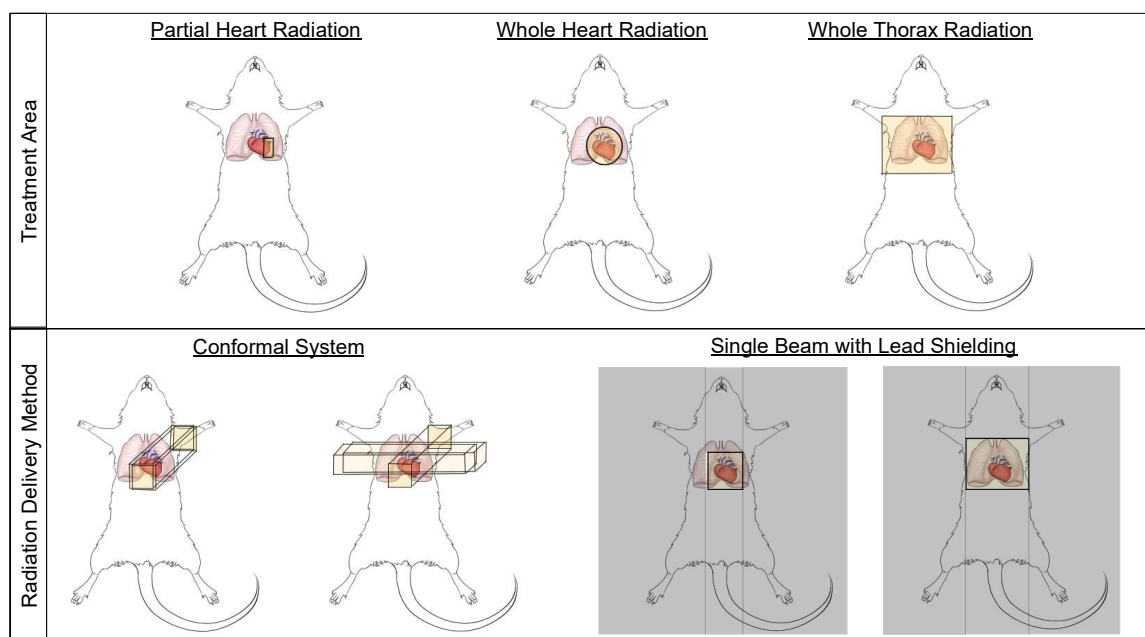 Partial Heart Radiation
Whole Heart Radiation
Whole Thorax Radiation
Treatment Area
Conformal System
Single Beam with Lead Shielding
Radiation Delivery Method